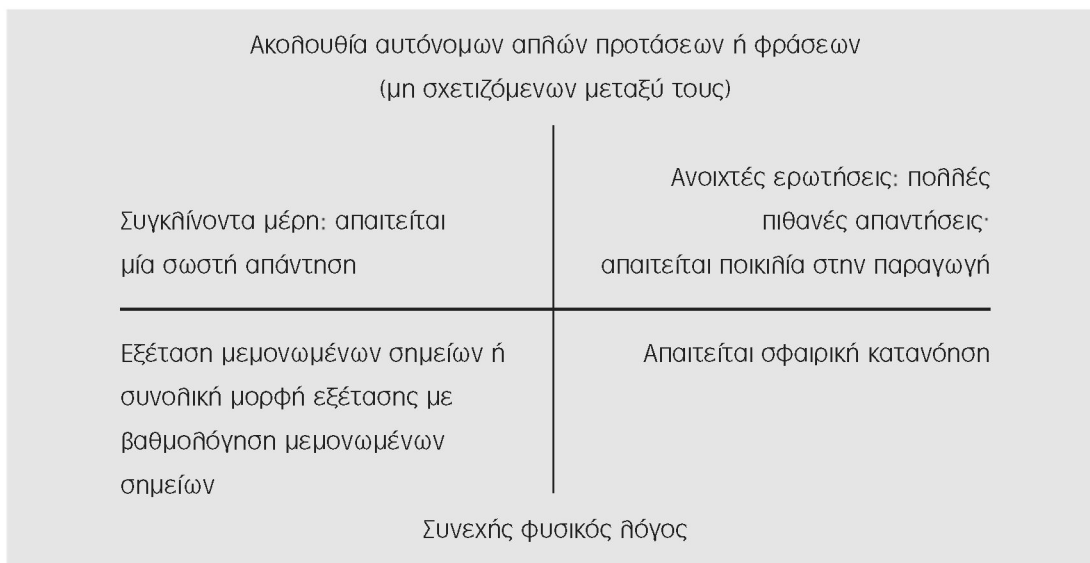 Ακολουθία αυτόνομων απλών προτάσεων ή φράσεων
(μη σχετιζόμενων μεταξύ τους)
Συγκλίνοντα μέρη: απαιτείται
μία σωστή απάντηση
Ανοιχτές ερωτήσεις: πολλές
πιθανές απαντήσεις·
απαιτείται ποικιλία στην παραγωγή
Εξέταση μεμονωμένων σημείων ή
συνολική μορφή εξέτασης με
βαθμολόγηση μεμονωμένων
σημείων
Απαιτείται σφαιρική κατανόηση
Συνεχής φυσικός λόγος